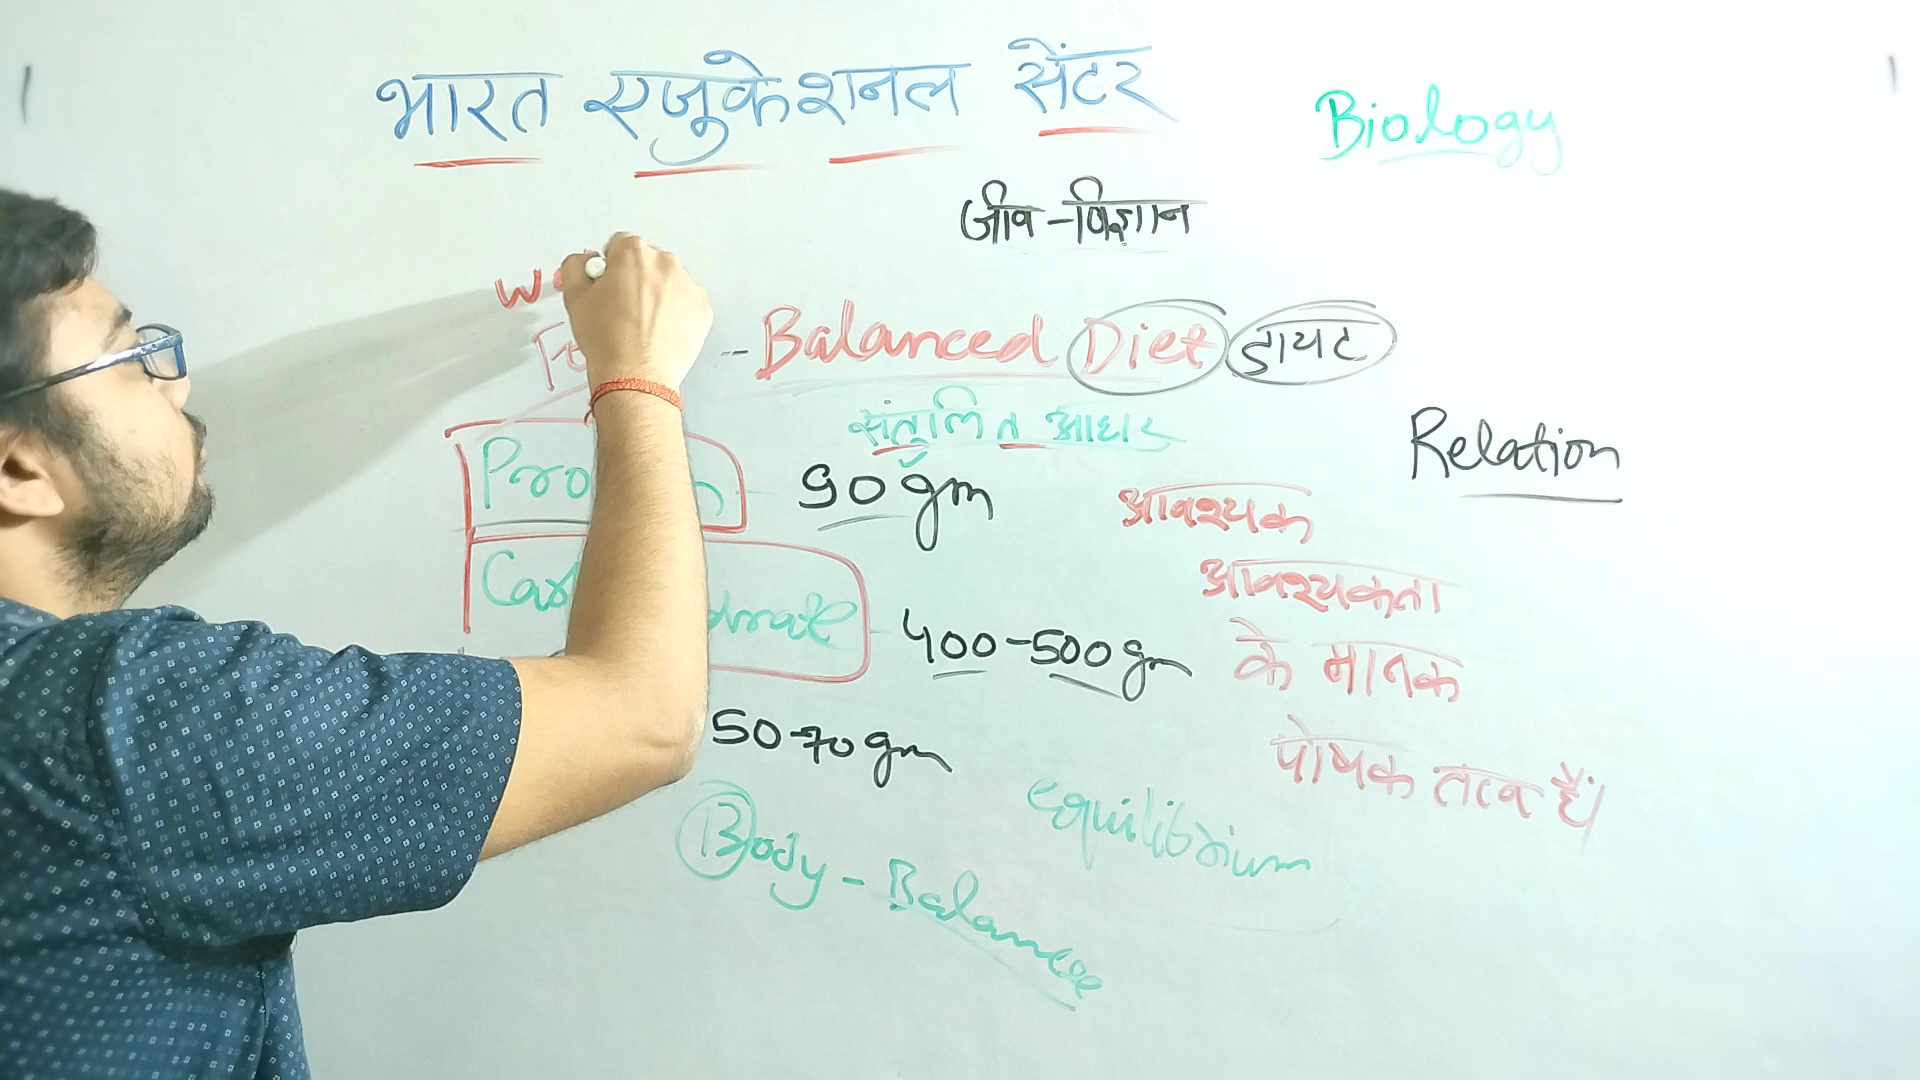 भारत एजुकेशनल सेंटर
Biology
जीव-विज्ञान
Balanced Diet डायट
संतुलित आहार
90 gm
Relation
आवश्यक
आवश्यकता
400-500 gm
के मानक
50-70 gm
पोषक तत्व हैं।
equilibrium
Body - Balance